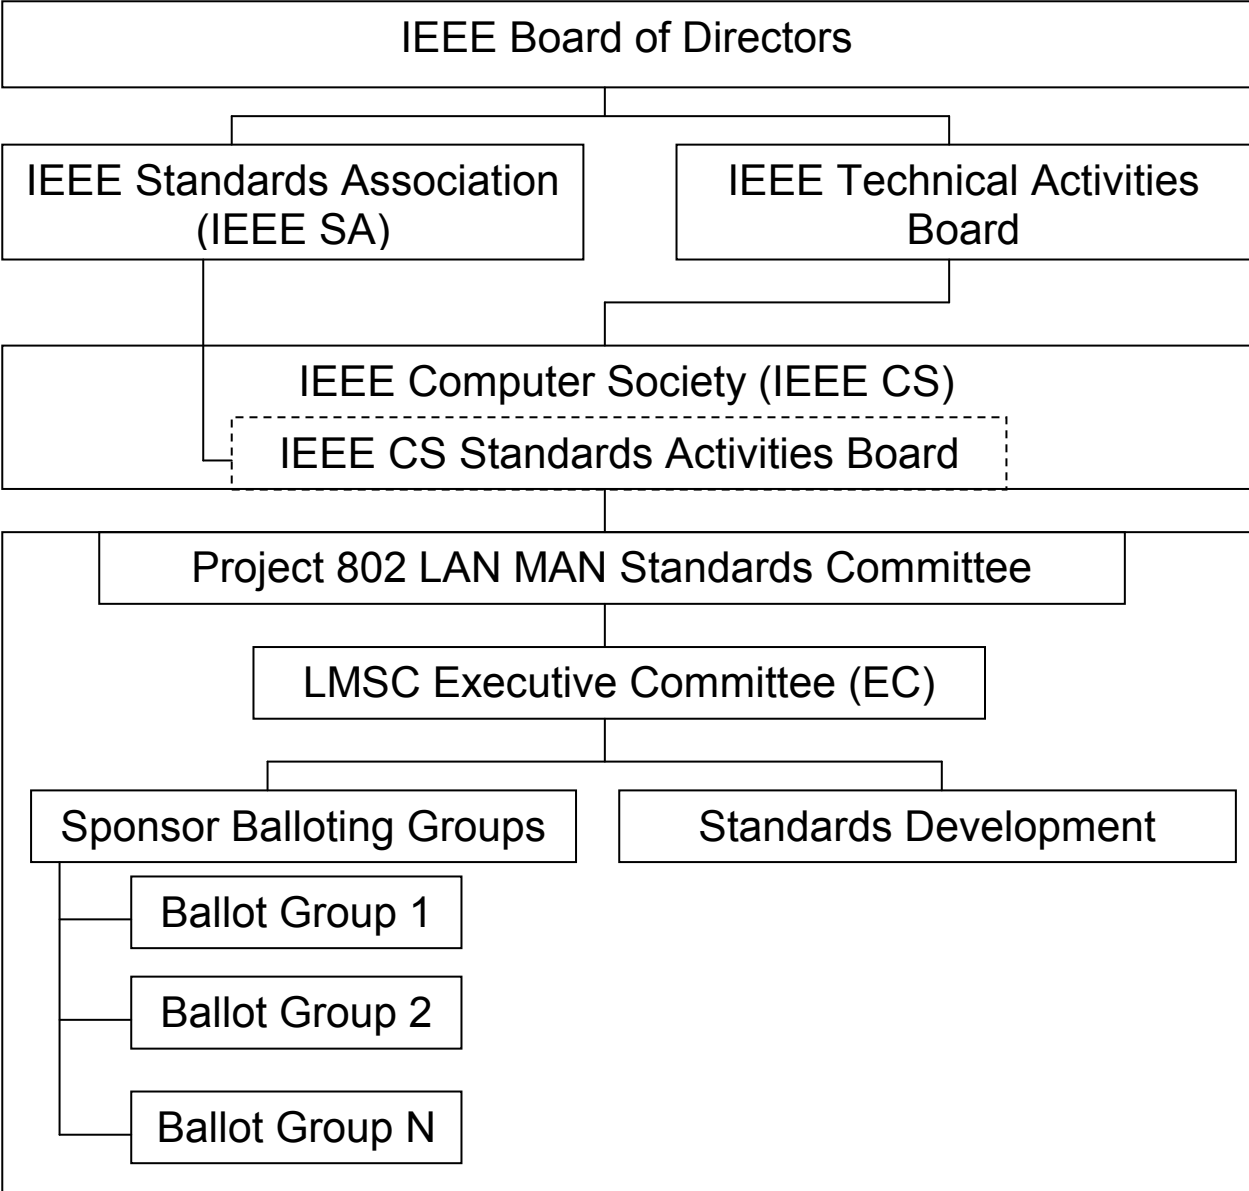 IEEE Board of Directors
IEEE Standards Association
(IEEE SA)
IEEE Technical Activities
Board
IEEE Computer Society (IEEE CS)
IEEE CS Standards Activities Board
Project 802 LAN MAN Standards Committee
LMSC Executive Committee (EC)
Sponsor Balloting Groups
Standards Development
Ballot Group 1
Ballot Group 2
Ballot Group N